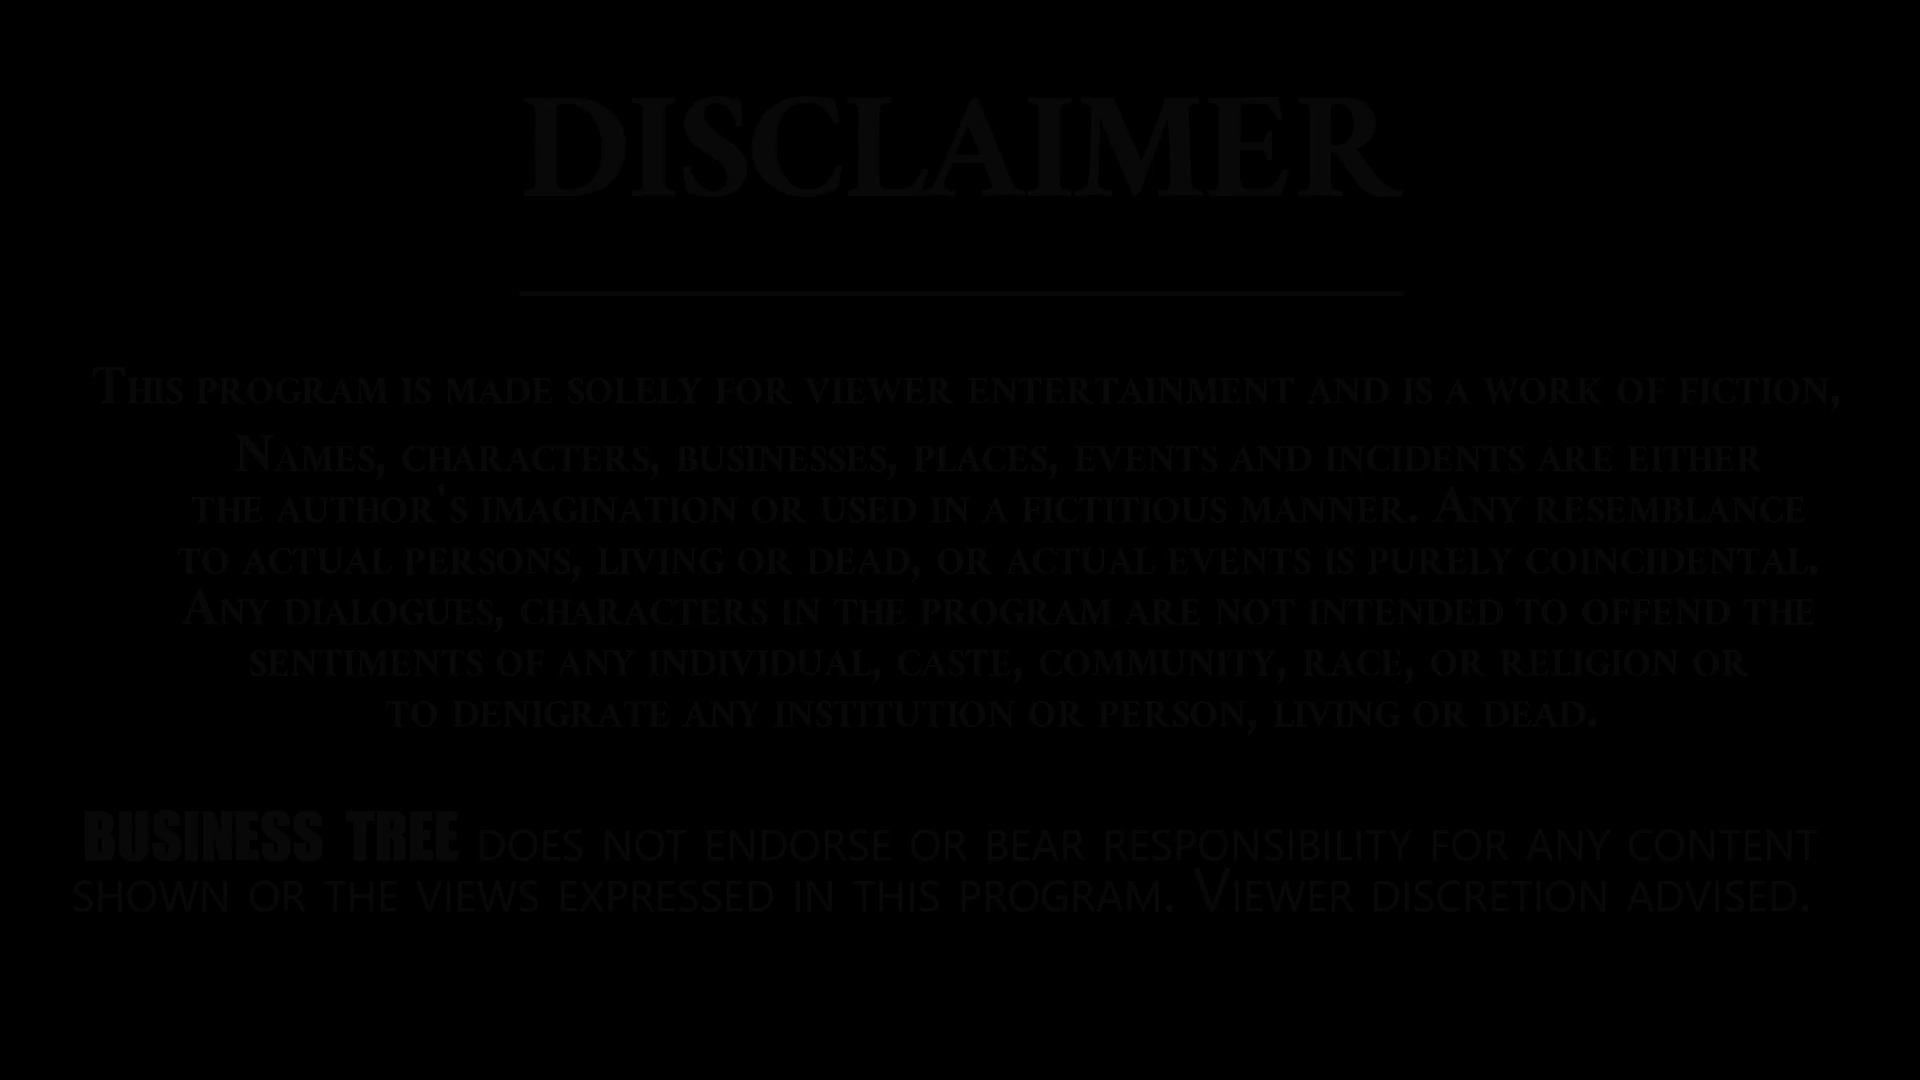 DISCLAIMER
This program is made solely for viewer entertainment and is a work of fiction,
Names, characters, businesses, places, events and incidents are either
the author's imagination or used in a fictitious manner. Any resemblance
to actual persons, living or dead, or actual events is purely coincidental.
Any dialogues, characters in the program are not intended to offend the
sentiments of any individual, caste, community, race, or religion or
to denigrate any institution or person, living or dead.
BUSINESS TREE does not endorse or bear responsibility for any content
shown or the views expressed in this program. Viewer discretion advised.